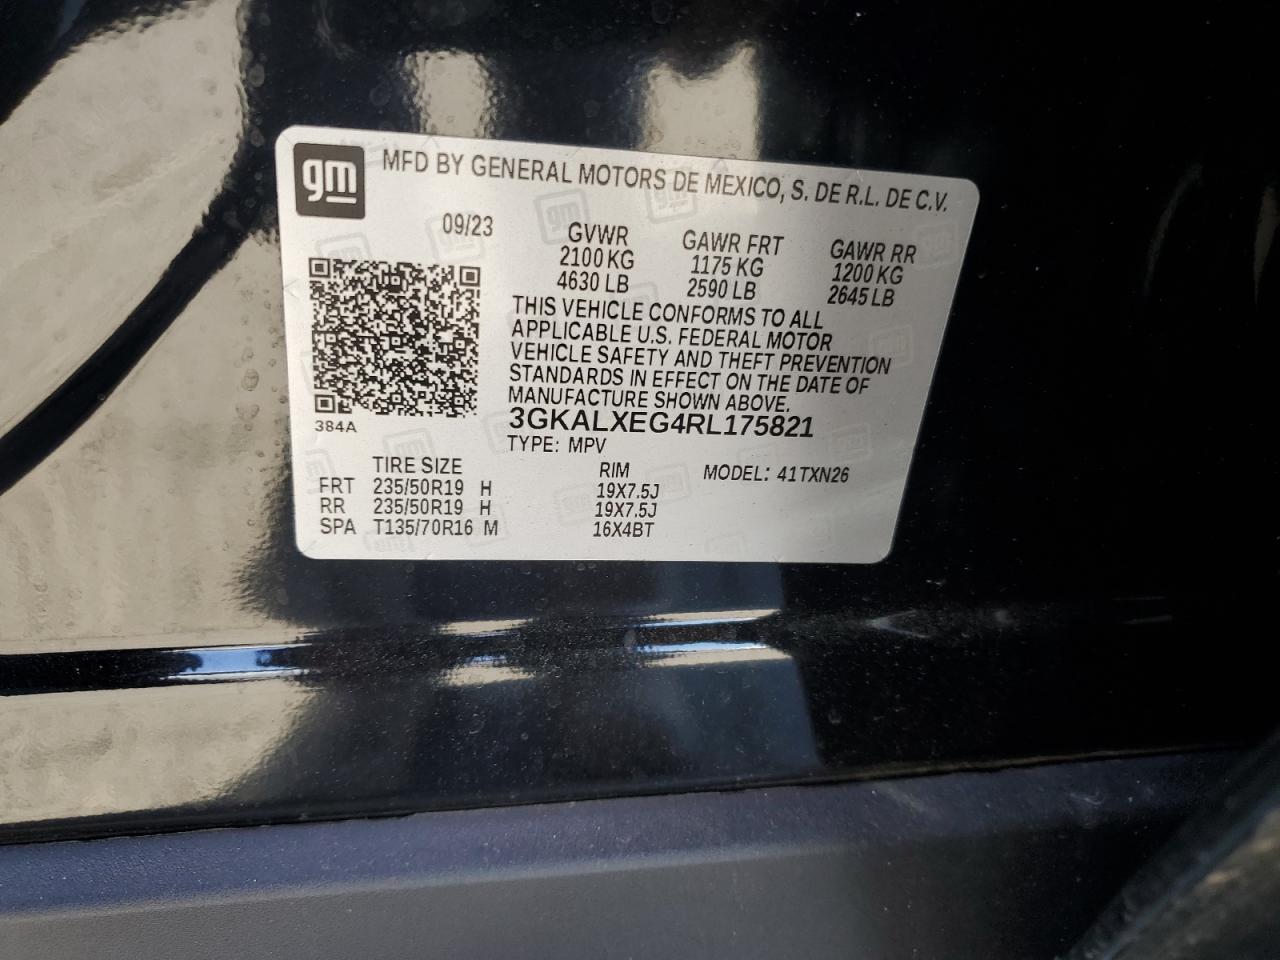 gm
MFD BY GENERAL MOTORS DE MEXICO, S. DE R.L. DE C.V.
09/23
GVWR GAWR FRT GAWR RR
2100 KG 1175 KG 1200 KG
4630 LB 2590 LB 2645 LB
THIS VEHICLE CONFORMS TO ALL
APPLICABLE U.S. FEDERAL MOTOR
VEHICLE SAFETY AND THEFT PREVENTION
STANDARDS IN EFFECT ON THE DATE OF
MANUFACTURE SHOWN ABOVE.
384A
3GKALXEG4RL175821
TYPE: MPV
TIRE SIZE RIM MODEL: 41TXN26
FRT 235/50R19 H 19X7.5J
RR 235/50R19 H 19X7.5J
SPA T135/70R16 M 16X4BT